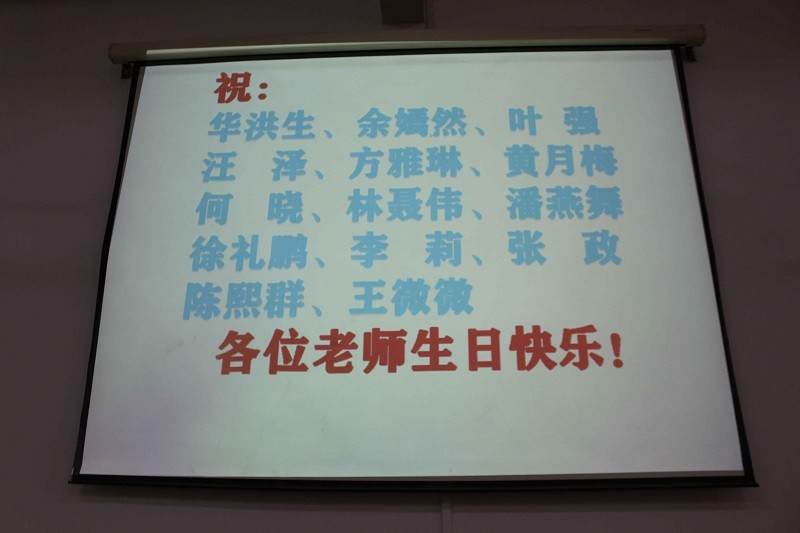 祝:
华洪生、余嫣然、叶 强
汪 泽、方雅琳、黄月梅
何 晓、林聂伟、潘燕舞
徐礼鹏、李 莉、张 政
陈熙群、王微微
各位老师生日快乐!